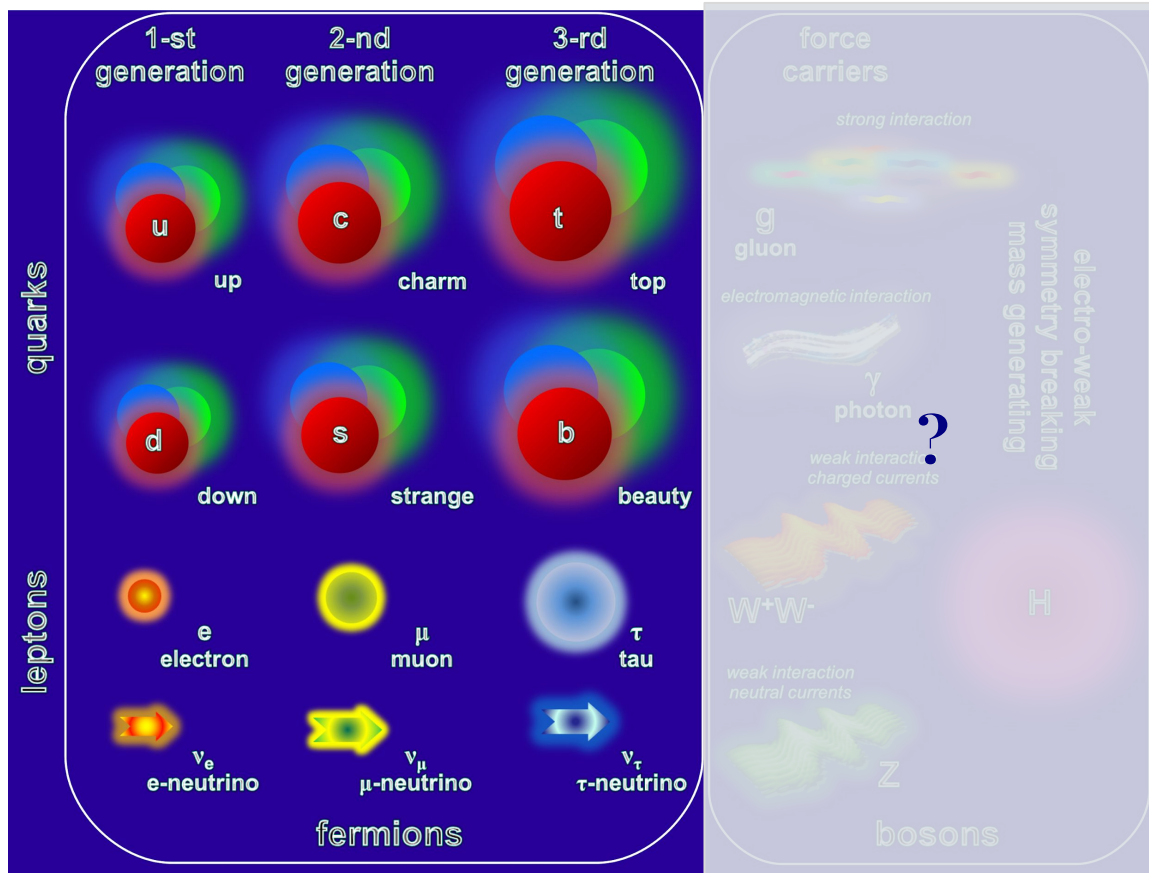 1-st
generation
2-nd
generation
3-rd
generation
quarks
u
up
c
charm
t
top
d
down
s
strange
b
beauty
leptons
e
electron
μ
muon
τ
tau
νe
e-neutrino
νμ
μ-neutrino
ντ
τ-neutrino
fermions
force
carriers
strong interaction
g
gluon
electromagnetic interaction
γ
photon
?
weak interaction
charged currents
W⁺W⁻
weak interaction
neutral currents
Z
electro-weak
symmetry breaking
mass generating
H
bosons